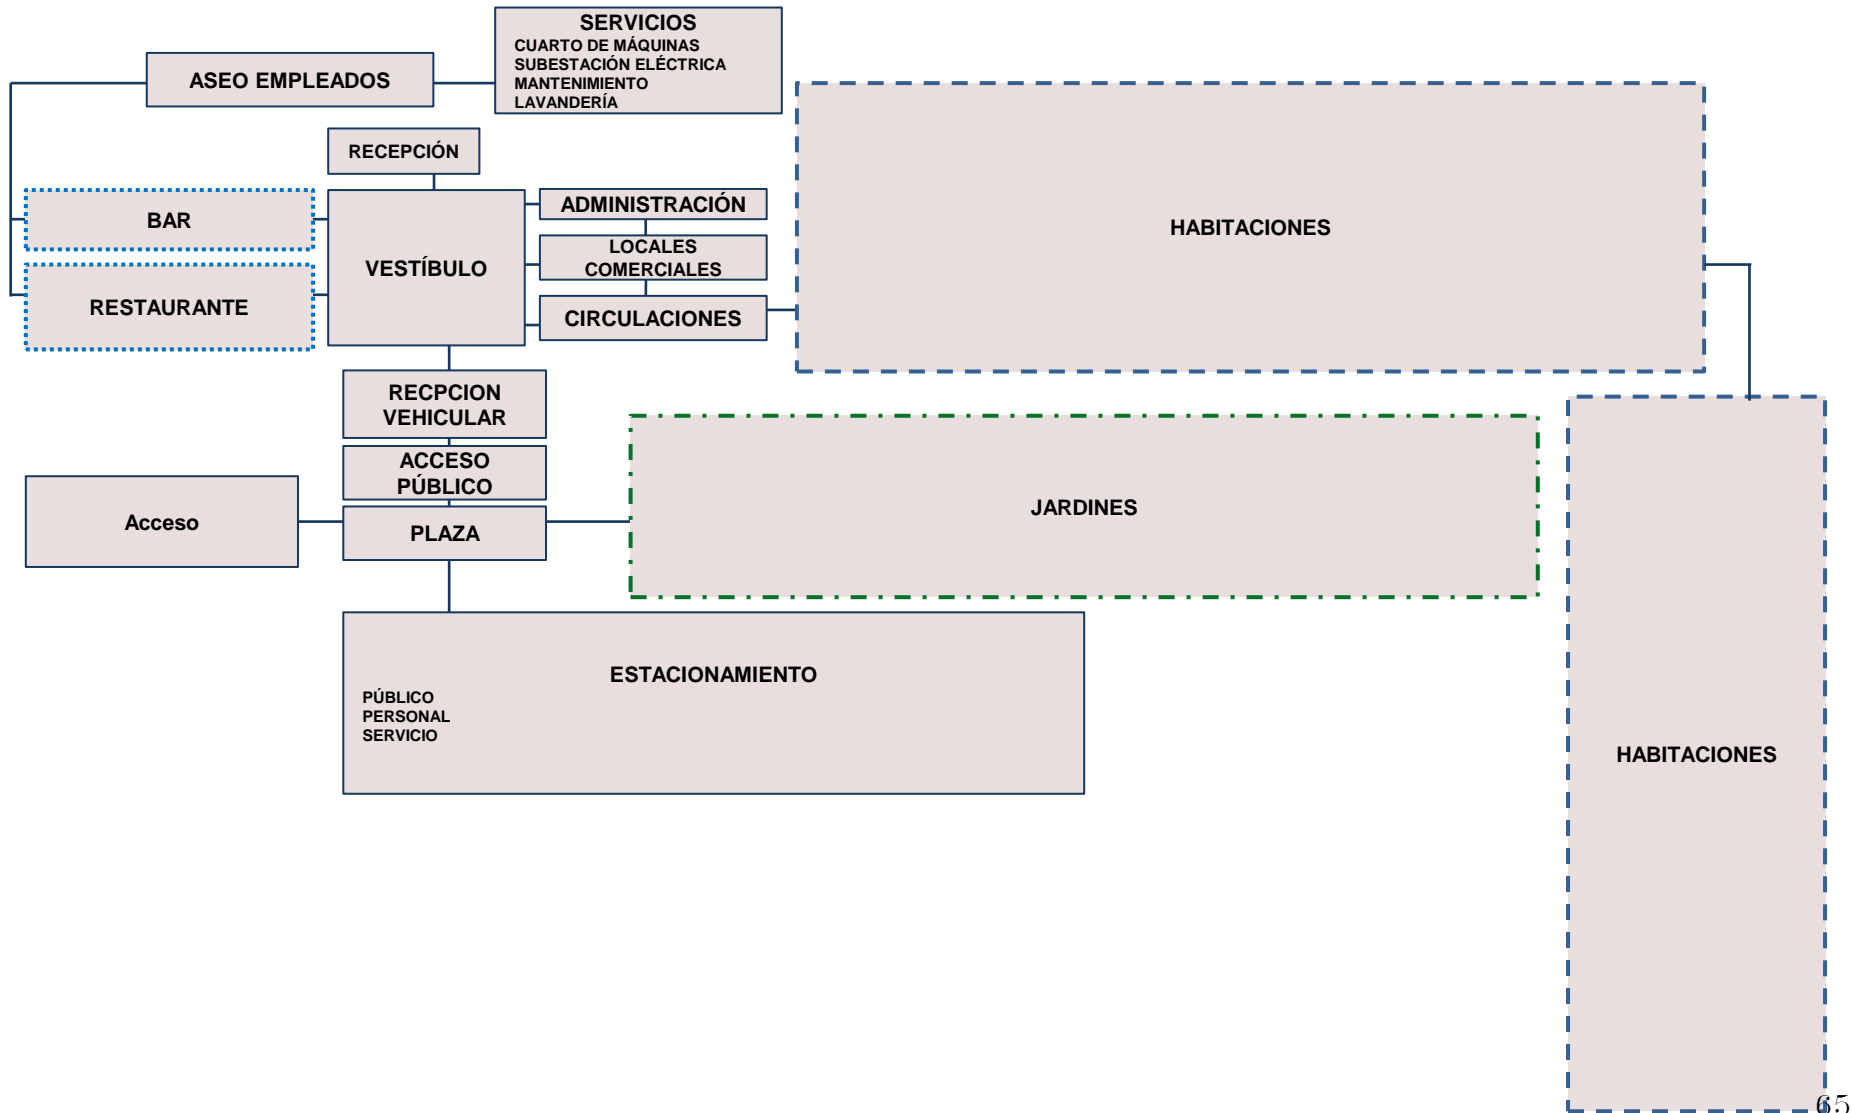 SERVICIOS
CUARTO DE MÁQUINAS
SUBESTACIÓN ELÉCTRICA
MANTENIMIENTO
LAVANDERÍA
ASEO EMPLEADOS
RECEPCIÓN
BAR
VESTÍBULO
ADMINISTRACIÓN
LOCALES
COMERCIALES
RESTAURANTE
CIRCULACIONES
HABITACIONES
RECPCION
VEHICULAR
ACCESO
PÚBLICO
Acceso
PLAZA
JARDINES
ESTACIONAMIENTO
PÚBLICO
PERSONAL
SERVICIO
HABITACIONES
65